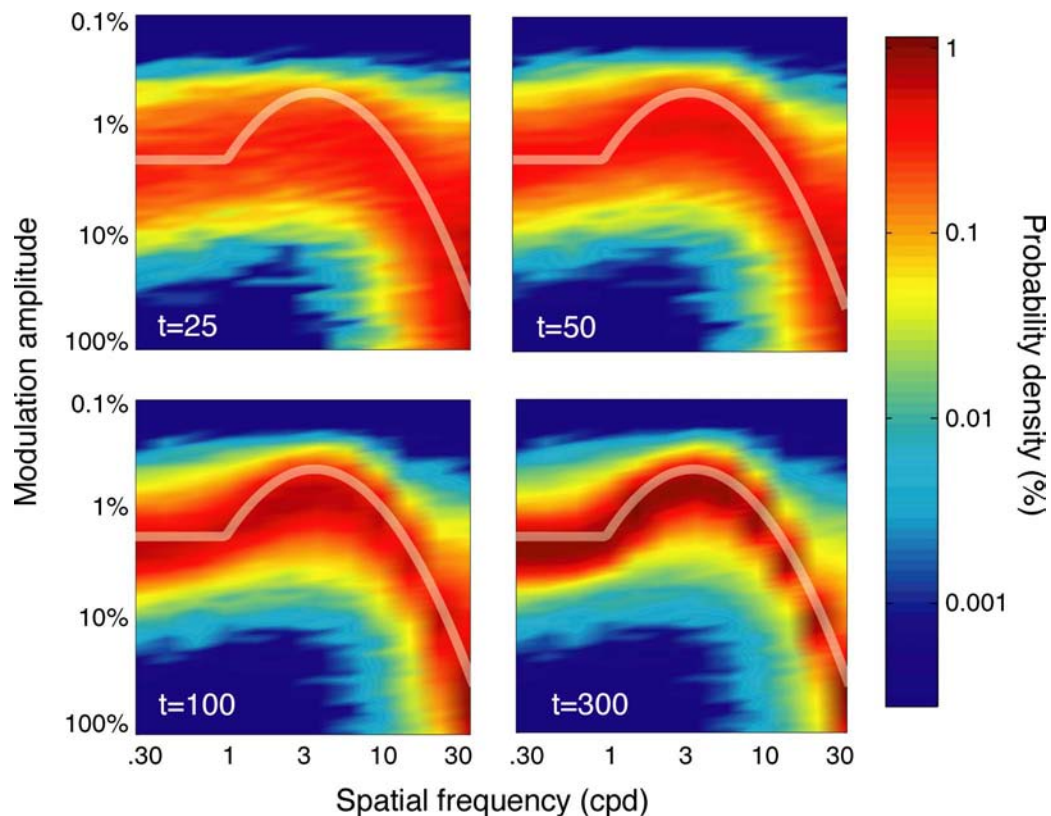 0.1%
1%
10%
100%
t=25
t=50
1
0.1
0.01
0.001
Probability density (%)
Modulation amplitude
0.1%
1%
10%
100%
t=100
t=300
.30 1 3 10 30
.30 1 3 10 30
Spatial frequency (cpd)